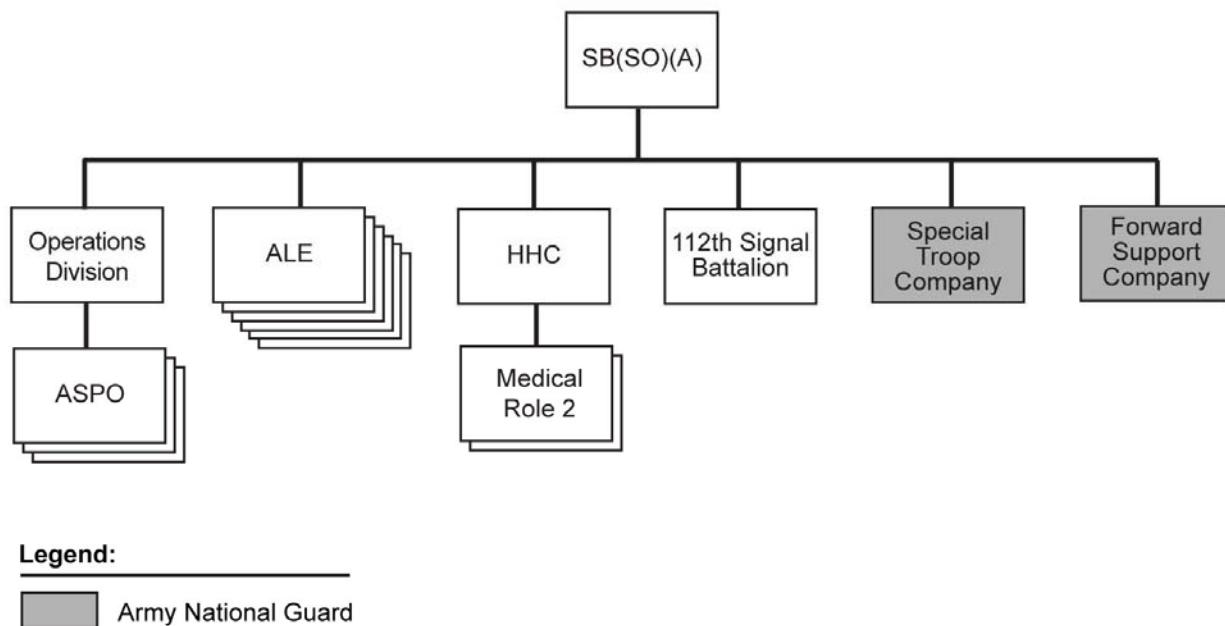 SB(SO)(A)
Operations
Division
ALE
HHC
112th Signal
Battalion
Special
Troop
Company
Forward
Support
Company
ASPO
Medical
Role 2
Legend:
Army National Guard